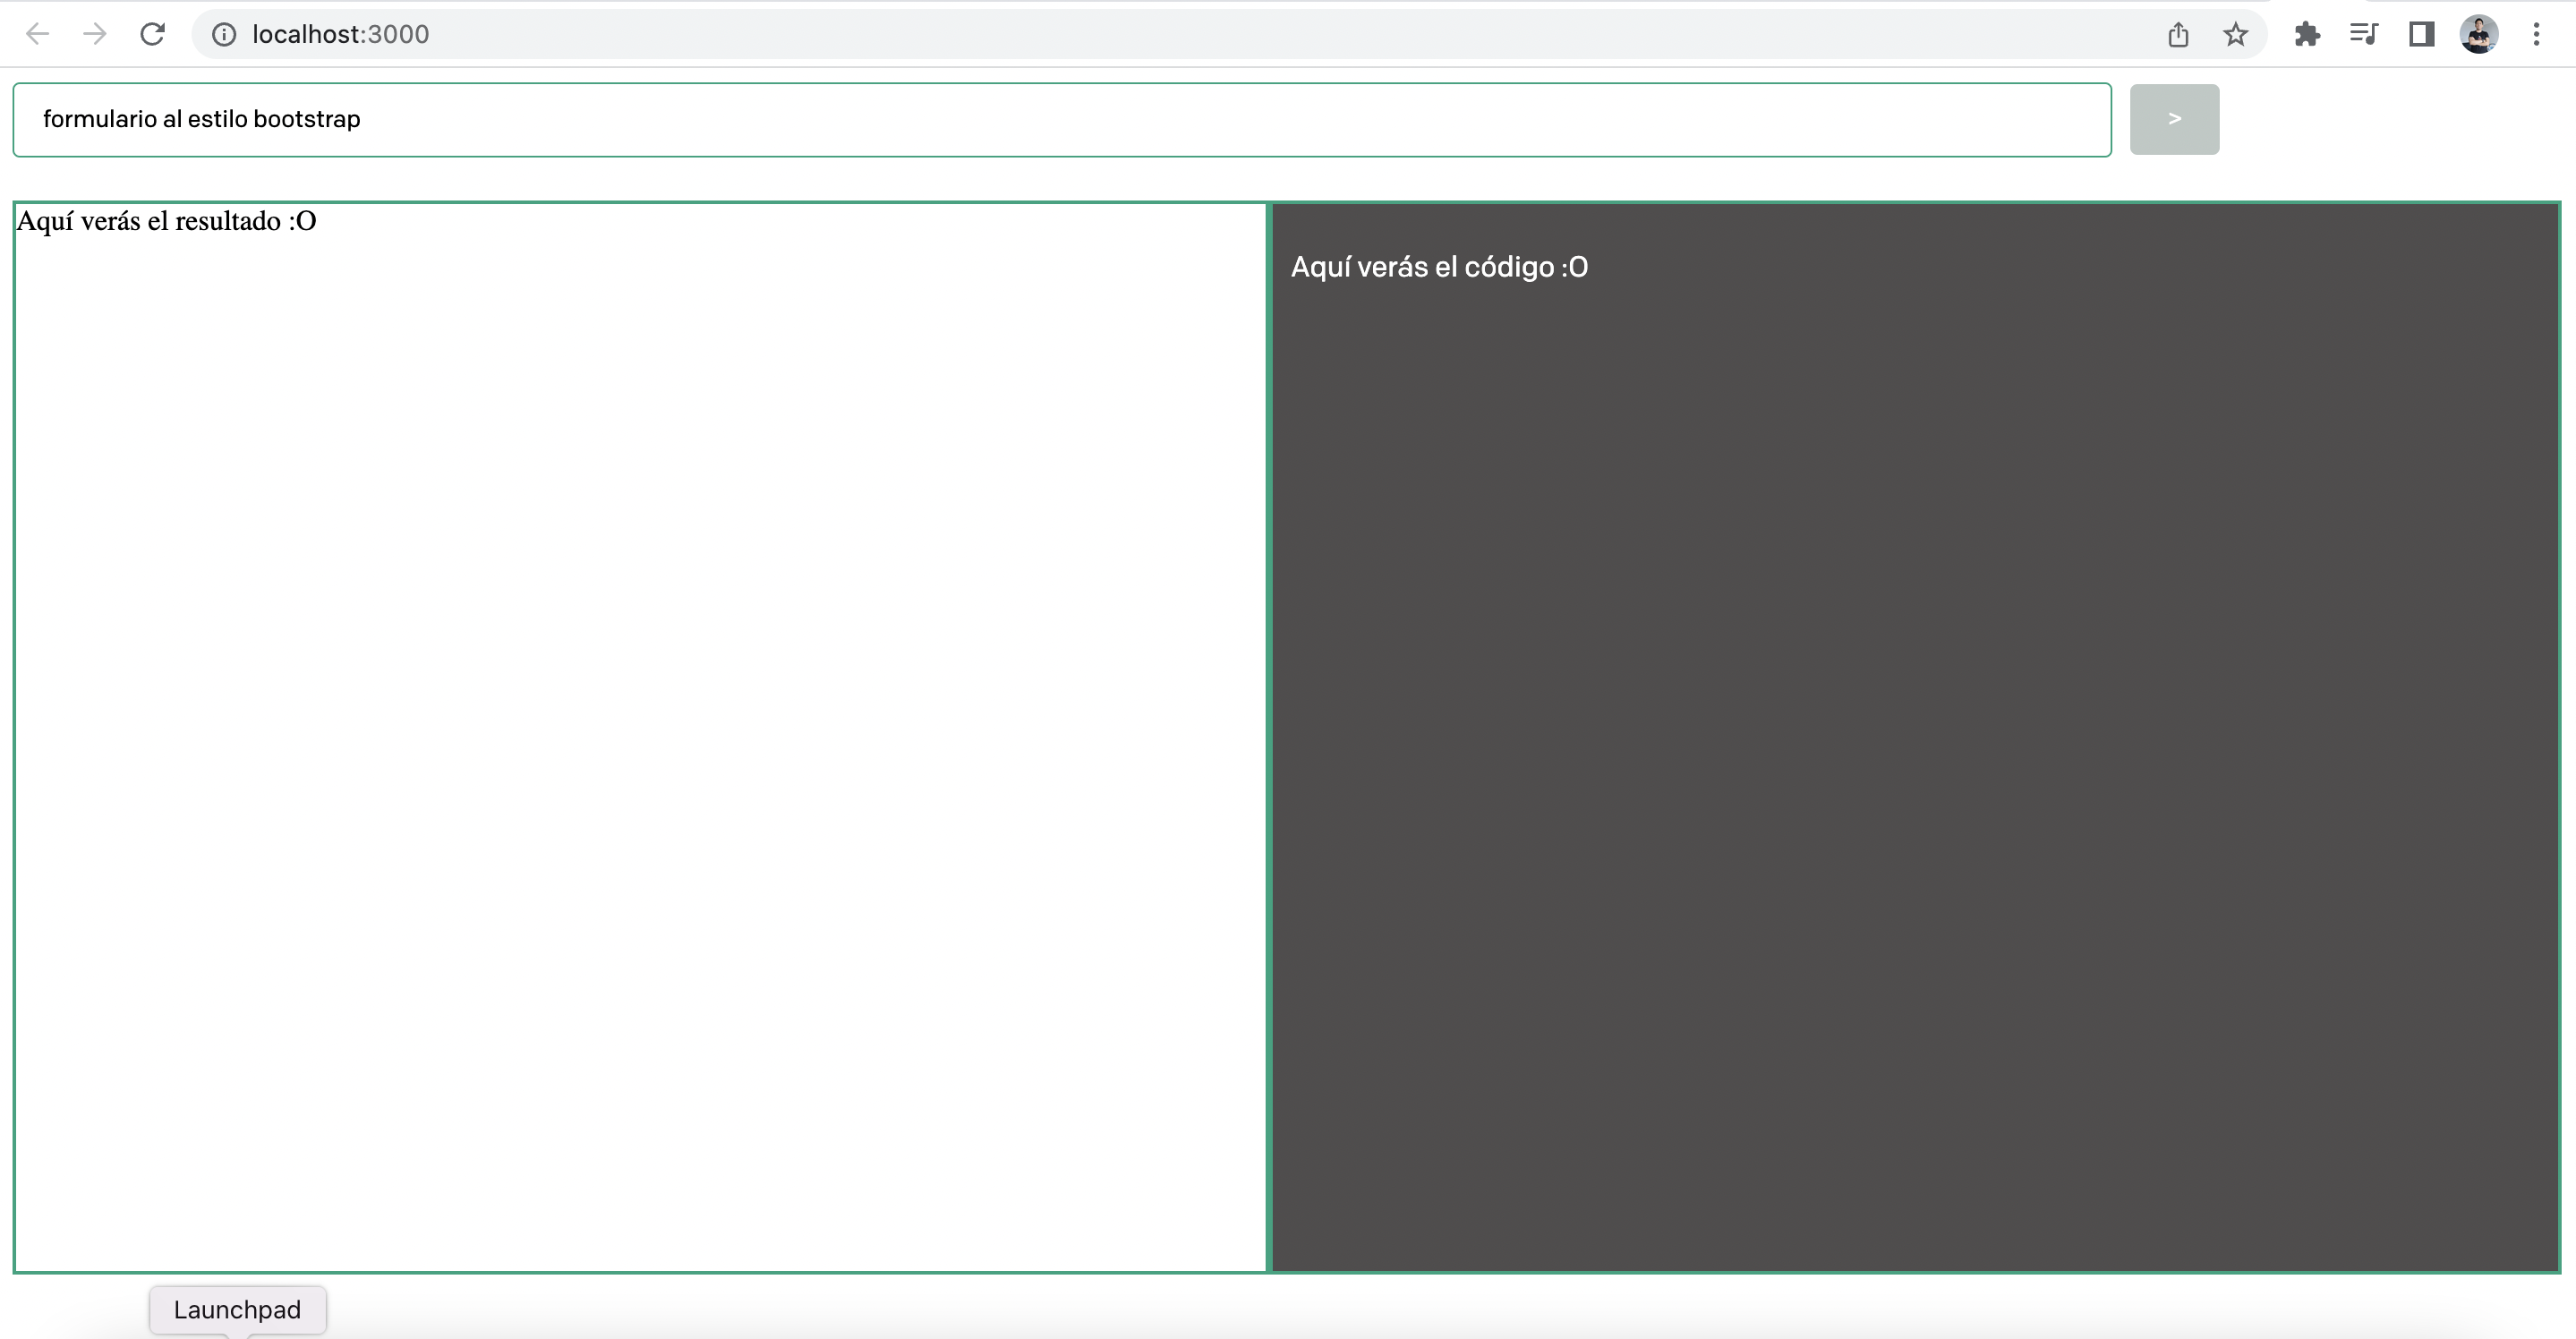 localhost:3000
formulario al estilo bootstrap
>
Aquí verás el resultado :O
Aquí verás el código :O
Launchpad